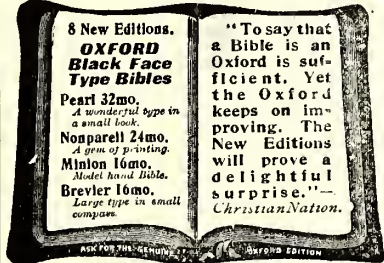 8 New Editions.
OXFORD
Black Face
Type Bibles
Pearl 32mo.
A wonderful type in
a small book.
Nonpareil 24mo.
A gem of printing.
Minion 16mo.
Model hand Bible.
Brevier 16mo.
Large type in small
compass.
"To say that
a Bible is an
Oxford is suf-
ficient. Yet
the Oxford
keeps on im-
proving. The
New Editions
will prove a
delightful
surprise."—
Christian Nation.
ASK FOR THE GENUINE
OXFORD EDITION